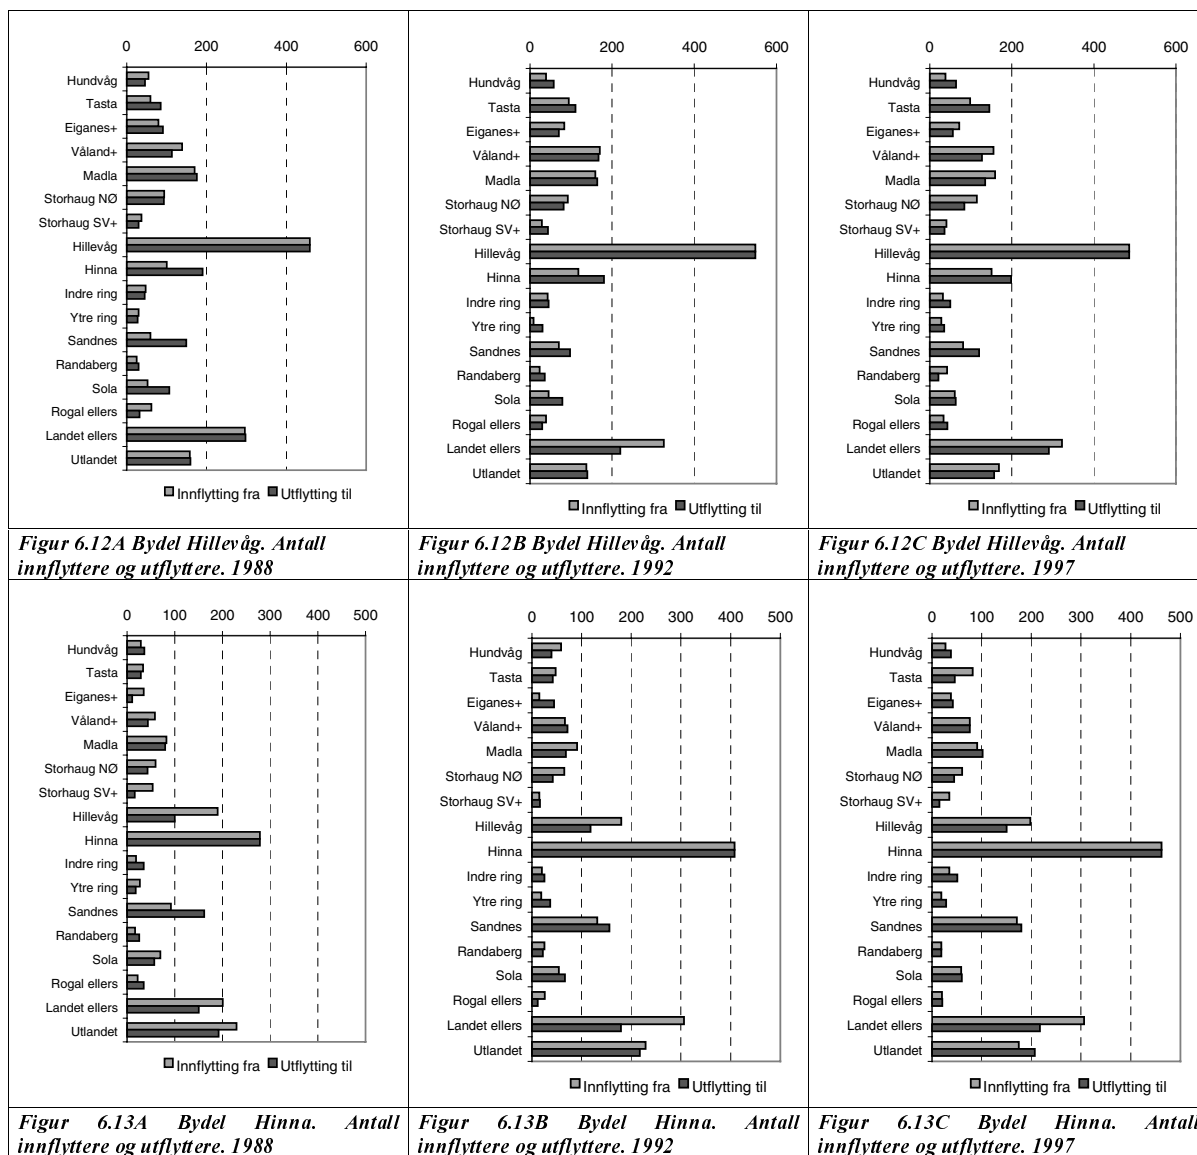 0 200 400 600
Hundvåg
Tasta
Eiganes+
Våland+
Madla
Storhaug NØ
Storhaug SV+
Hillevåg
Hinna
Indre ring
Ytre ring
Sandnes
Randaberg
Sola
Rogal ellers
Landet ellers
Utlandet
Innflytting fra Utflytting til
Figur 6.12A Bydel Hillevåg. Antall
innflyttere og utflyttere. 1988
0 200 400 600
Hundvåg
Tasta
Eiganes+
Våland+
Madla
Storhaug NØ
Storhaug SV+
Hillevåg
Hinna
Indre ring
Ytre ring
Sandnes
Randaberg
Sola
Rogal ellers
Landet ellers
Utlandet
Innflytting fra Utflytting til
Figur 6.12B Bydel Hillevåg. Antall
innflyttere og utflyttere. 1992
0 200 400 600
Hundvåg
Tasta
Eiganes+
Våland+
Madla
Storhaug NØ
Storhaug SV+
Hillevåg
Hinna
Indre ring
Ytre ring
Sandnes
Randaberg
Sola
Rogal ellers
Landet ellers
Utlandet
Innflytting fra Utflytting til
Figur 6.12C Bydel Hillevåg. Antall
innflyttere og utflyttere. 1997
0 100 200 300 400 500
Hundvåg
Tasta
Eiganes+
Våland+
Madla
Storhaug NØ
Storhaug SV+
Hillevåg
Hinna
Indre ring
Ytre ring
Sandnes
Randaberg
Sola
Rogal ellers
Landet ellers
Utlandet
Innflytting fra Utflytting til
Figur 6.13A Bydel Hinna. Antall
innflyttere og utflyttere. 1988
0 100 200 300 400 500
Hundvåg
Tasta
Eiganes+
Våland+
Madla
Storhaug NØ
Storhaug SV+
Hillevåg
Hinna
Indre ring
Ytre ring
Sandnes
Randaberg
Sola
Rogal ellers
Landet ellers
Utlandet
Innflytting fra Utflytting til
Figur 6.13B Bydel Hinna. Antall
innflyttere og utflyttere. 1992
0 100 200 300 400 500
Hundvåg
Tasta
Eiganes+
Våland+
Madla
Storhaug NØ
Storhaug SV+
Hillevåg
Hinna
Indre ring
Ytre ring
Sandnes
Randaberg
Sola
Rogal ellers
Landet ellers
Utlandet
Innflytting fra Utflytting til
Figur 6.13C Bydel Hinna. Antall
innflyttere og utflyttere. 1997